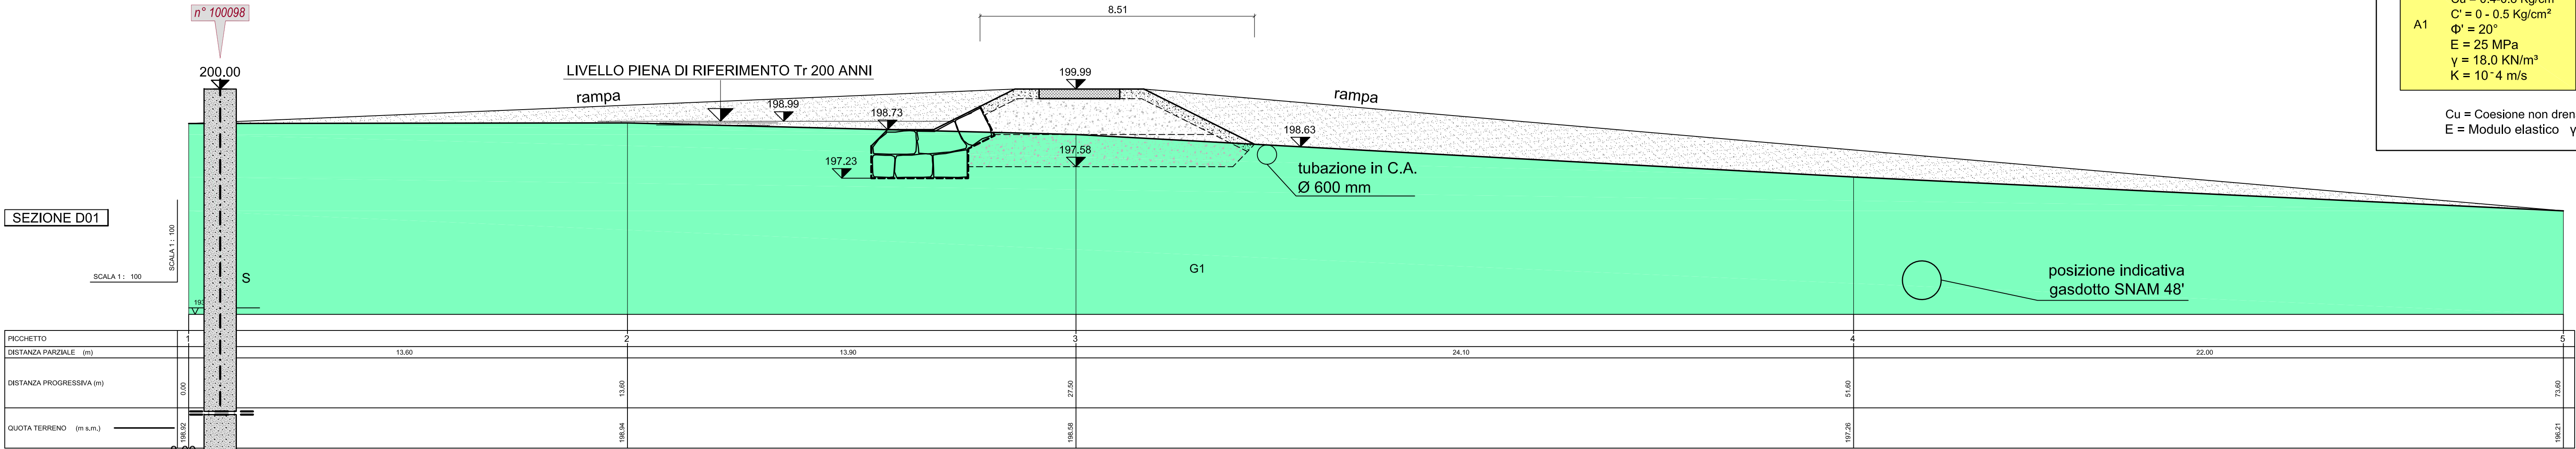 n° 100098
200.00
LIVELLO PIENA DI RIFERIMENTO Tr 200 ANNI
rampa
198.99
198.73
197.23
8.51
199.99
197.58
rampa
198.63
tubazione in C.A.
Ø 600 mm
A1
C' = 0 - 0.5 Kg/cm²
Φ' = 20°
E = 25 MPa
γ = 18.0 KN/m³
K = 10⁻4 m/s
Cu = Coesione non dren
E = Modulo elastico γ
SEZIONE D01
SCALA 1 : 100
SCALA 1 : 100
S
G1
posizione indicativa
gasdotto SNAM 48'
193
PICCHETTO 1 2 3 4 5
DISTANZA PARZIALE (m) 13.60 13.90 24.10 22.00
DISTANZA PROGRESSIVA (m) 0.00 13.60 27.50 51.60 73.60
QUOTA TERRENO (m s.m.) 198.92 198.94 198.58 197.26 196.21